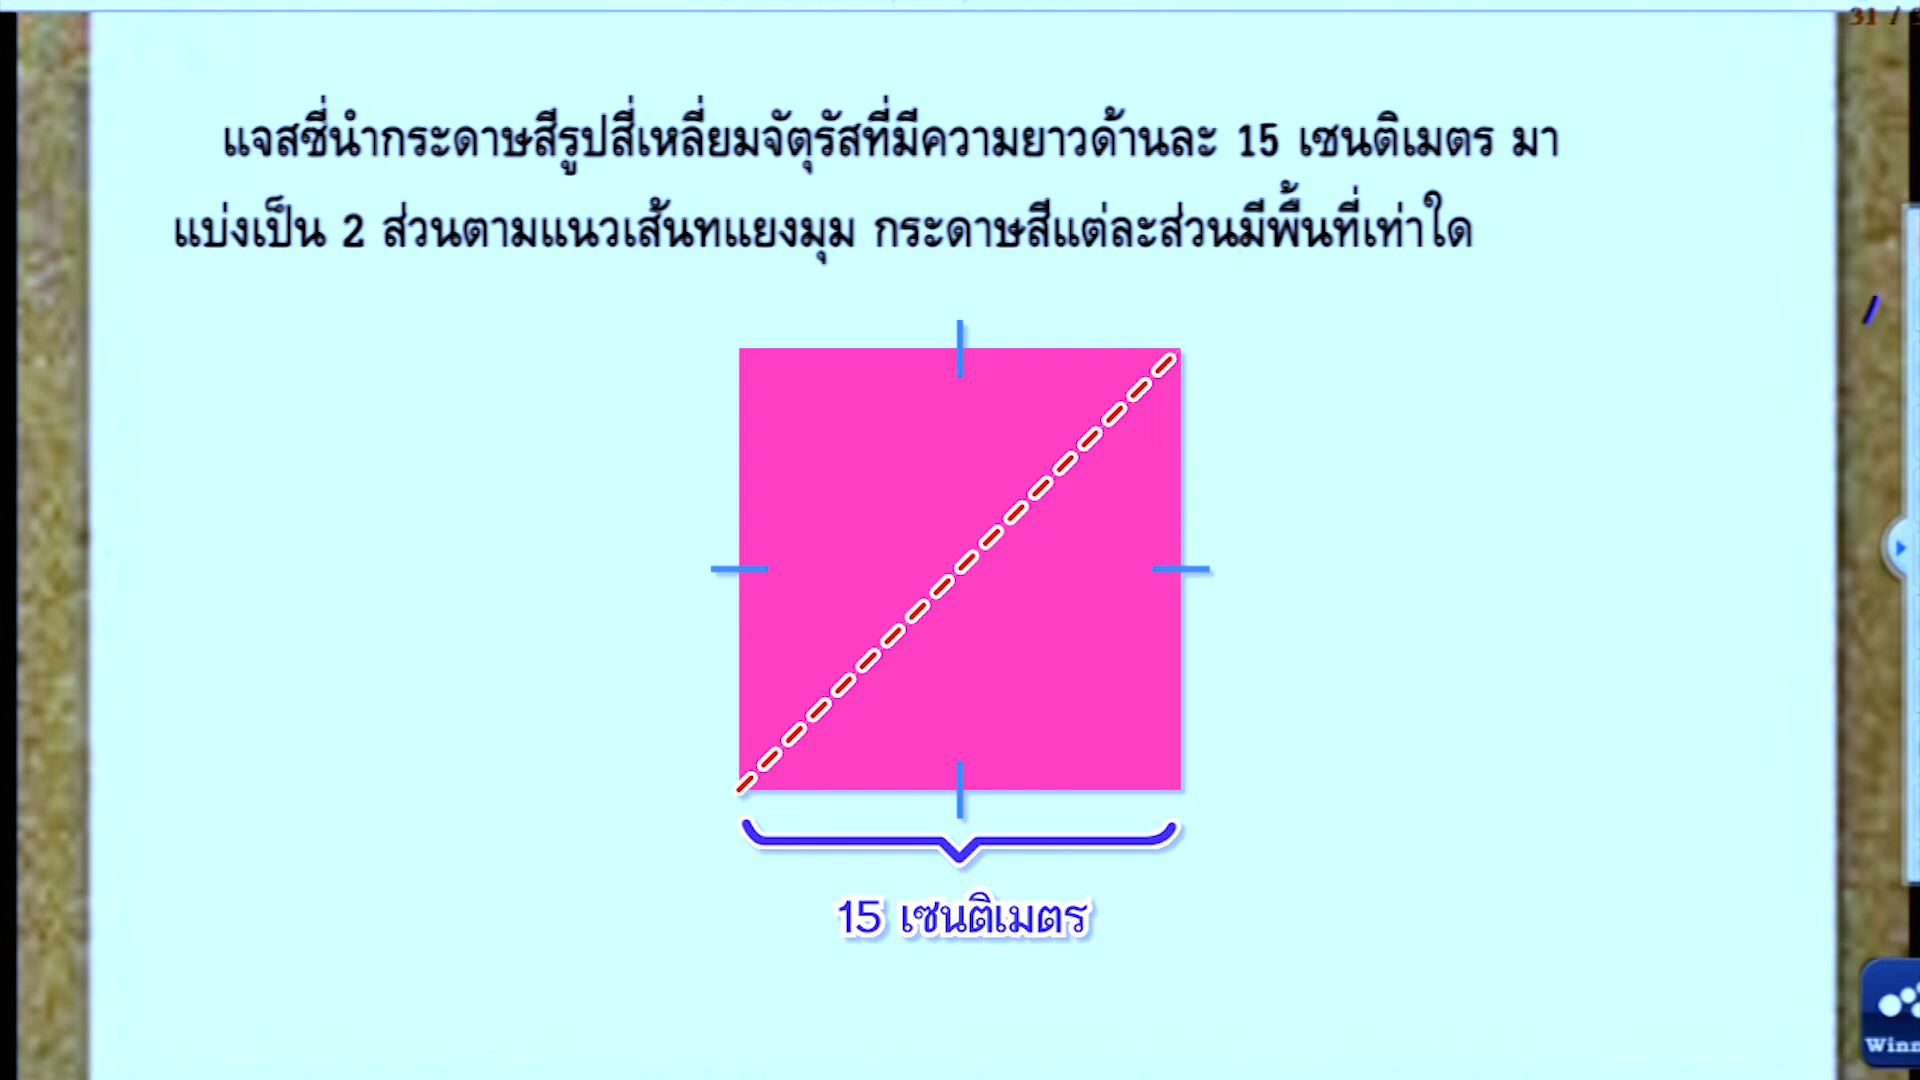 31 /
แจสซี่นำกระดาษสีรูปสี่เหลี่ยมจัตุรัสที่มีความยาวด้านละ 15 เซนติเมตร มา
แบ่งเป็น 2 ส่วนตามแนวเส้นทแยงมุม กระดาษสีแต่ละส่วนมีพื้นที่เท่าใด
15 เซนติเมตร